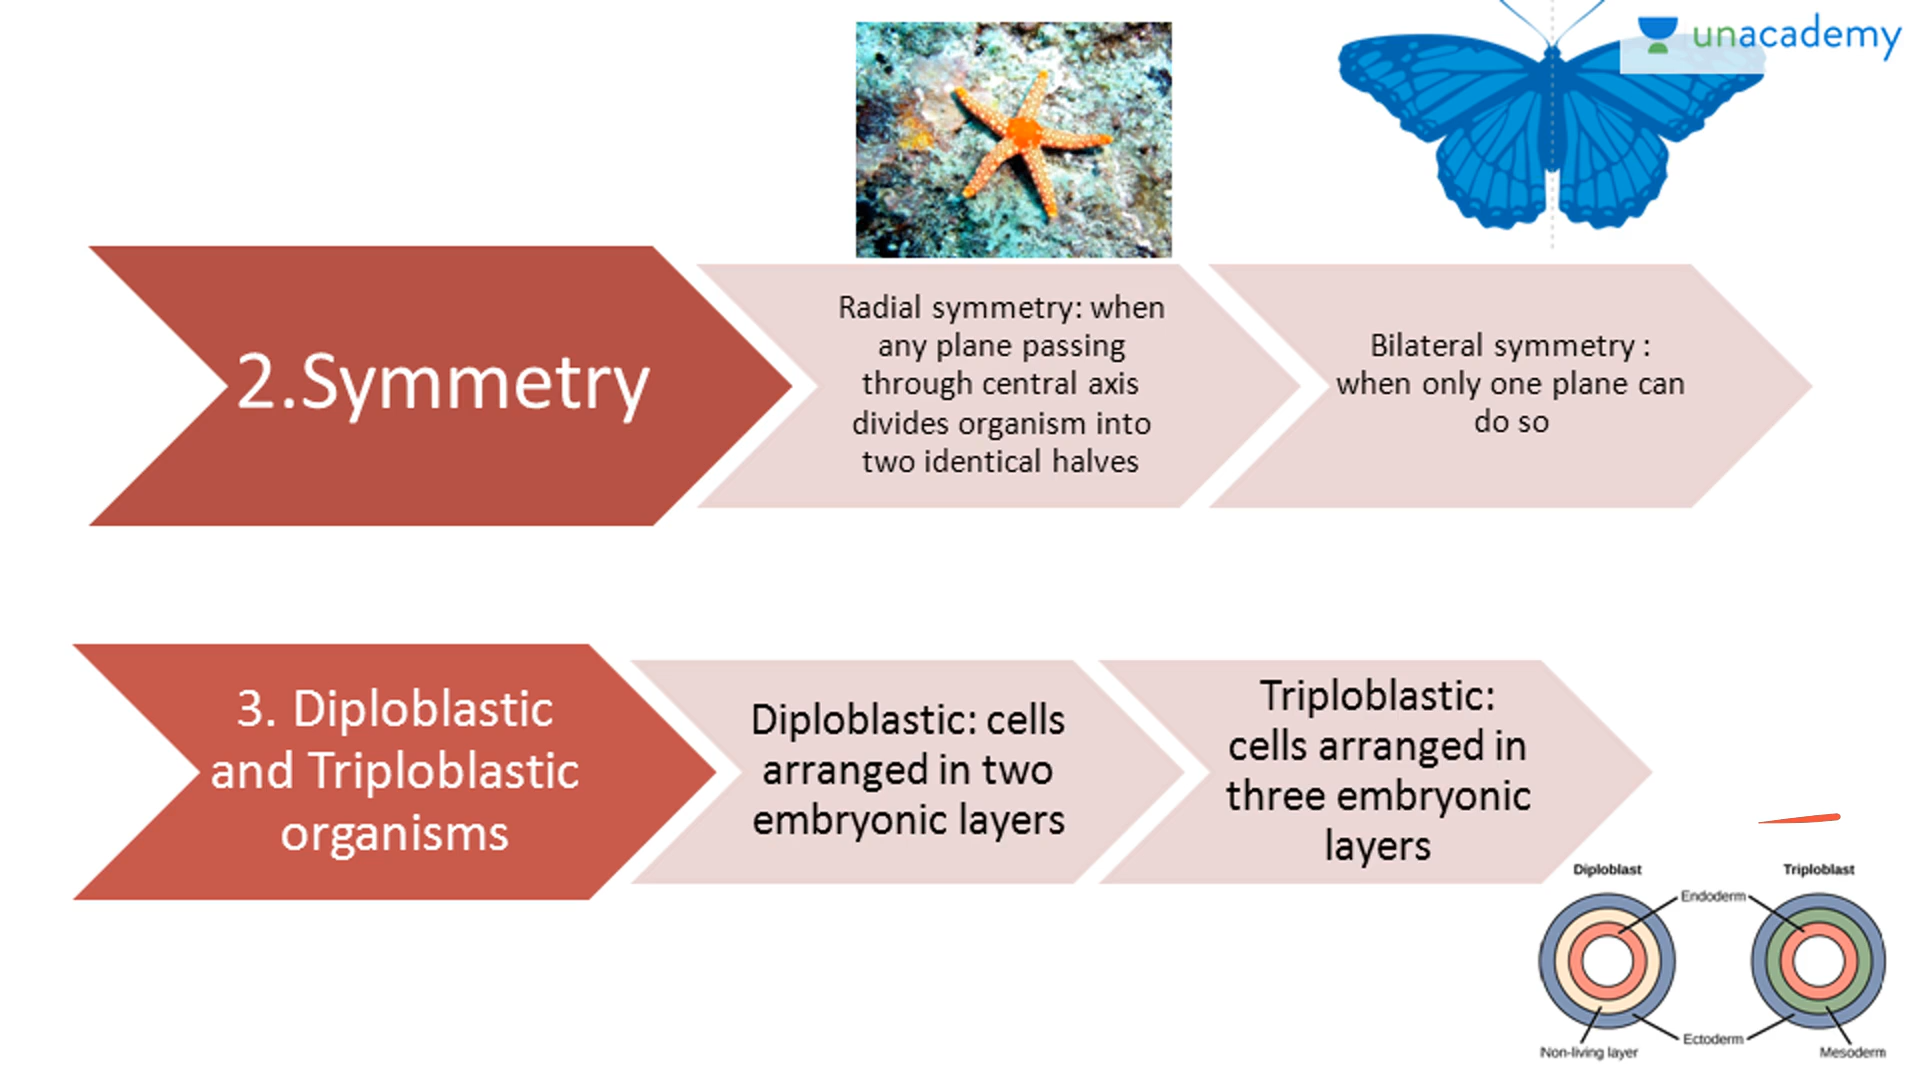 unacademy
2.Symmetry
Radial symmetry: when
any plane passing
through central axis
divides organism into
two identical halves
Bilateral symmetry :
when only one plane can
do so
3. Diploblastic
and Triploblastic
organisms
Diploblastic: cells
arranged in two
embryonic layers
Triploblastic:
cells arranged in
three embryonic
layers
Diploblast
Triploblast
Endoderm
Ectoderm
Non-living layer
Mesoderm